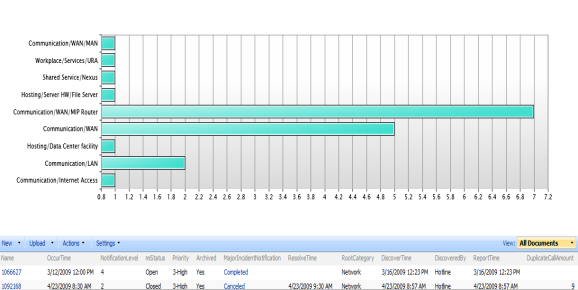 Communication/WAN/MAN
Workplace/Services/URA
Shared Service/Nexus
Hosting/Server HW/File Server
Communication/WAN/MIP Router
Communication/WAN
Hosting/Data Center facility
Communication/LAN
Communication/Internet Access
0.8 1 1.2 1.4 1.6 1.8 2 2.2 2.4 2.6 2.8 3 3.2 3.4 3.6 3.8 4 4.2 4.4 4.6 4.8 5 5.2 5.4 5.6 5.8 6 6.2 6.4 6.6 6.8 7 7.2
New Upload Actions Settings View: All Documents
Name OccurTime NotificationLevel mStatus Priority Archived MajorIncidentNotification ResolveTime RootCategory DiscoverTime DiscoveredBy ReportTime DuplicateCallAmount
1066627 3/12/2009 12:00 PM 4 Open 3-High Yes Completed Network 3/16/2009 12:23 PM Hotline 3/16/2009 12:23 PM
1092168 4/23/2009 8:30 AM 2 Closed 3-High Yes Canceled 4/23/2009 9:30 AM Network 4/23/2009 8:57 AM Hotline 4/23/2009 8:57 AM 9